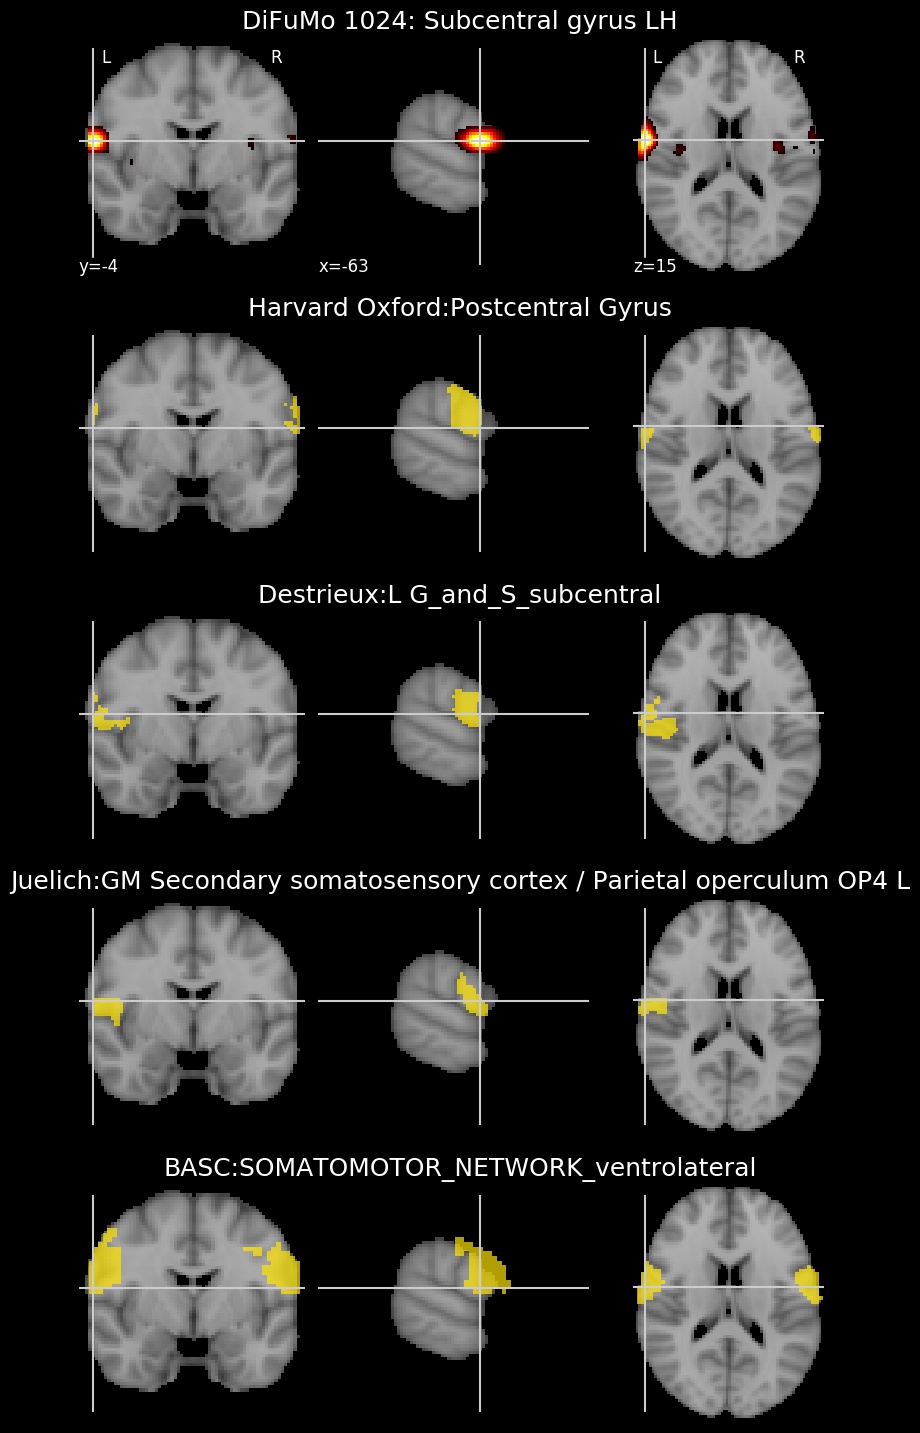 DiFuMo 1024: Subcentral gyrus LH
L R L R
y=-4 x=-63 z=15
Harvard Oxford:Postcentral Gyrus
Destrieux:L G_and_S_subcentral
Juelich:GM Secondary somatosensory cortex / Parietal operculum OP4 L
BASC:SOMATOMOTOR_NETWORK_ventrolateral